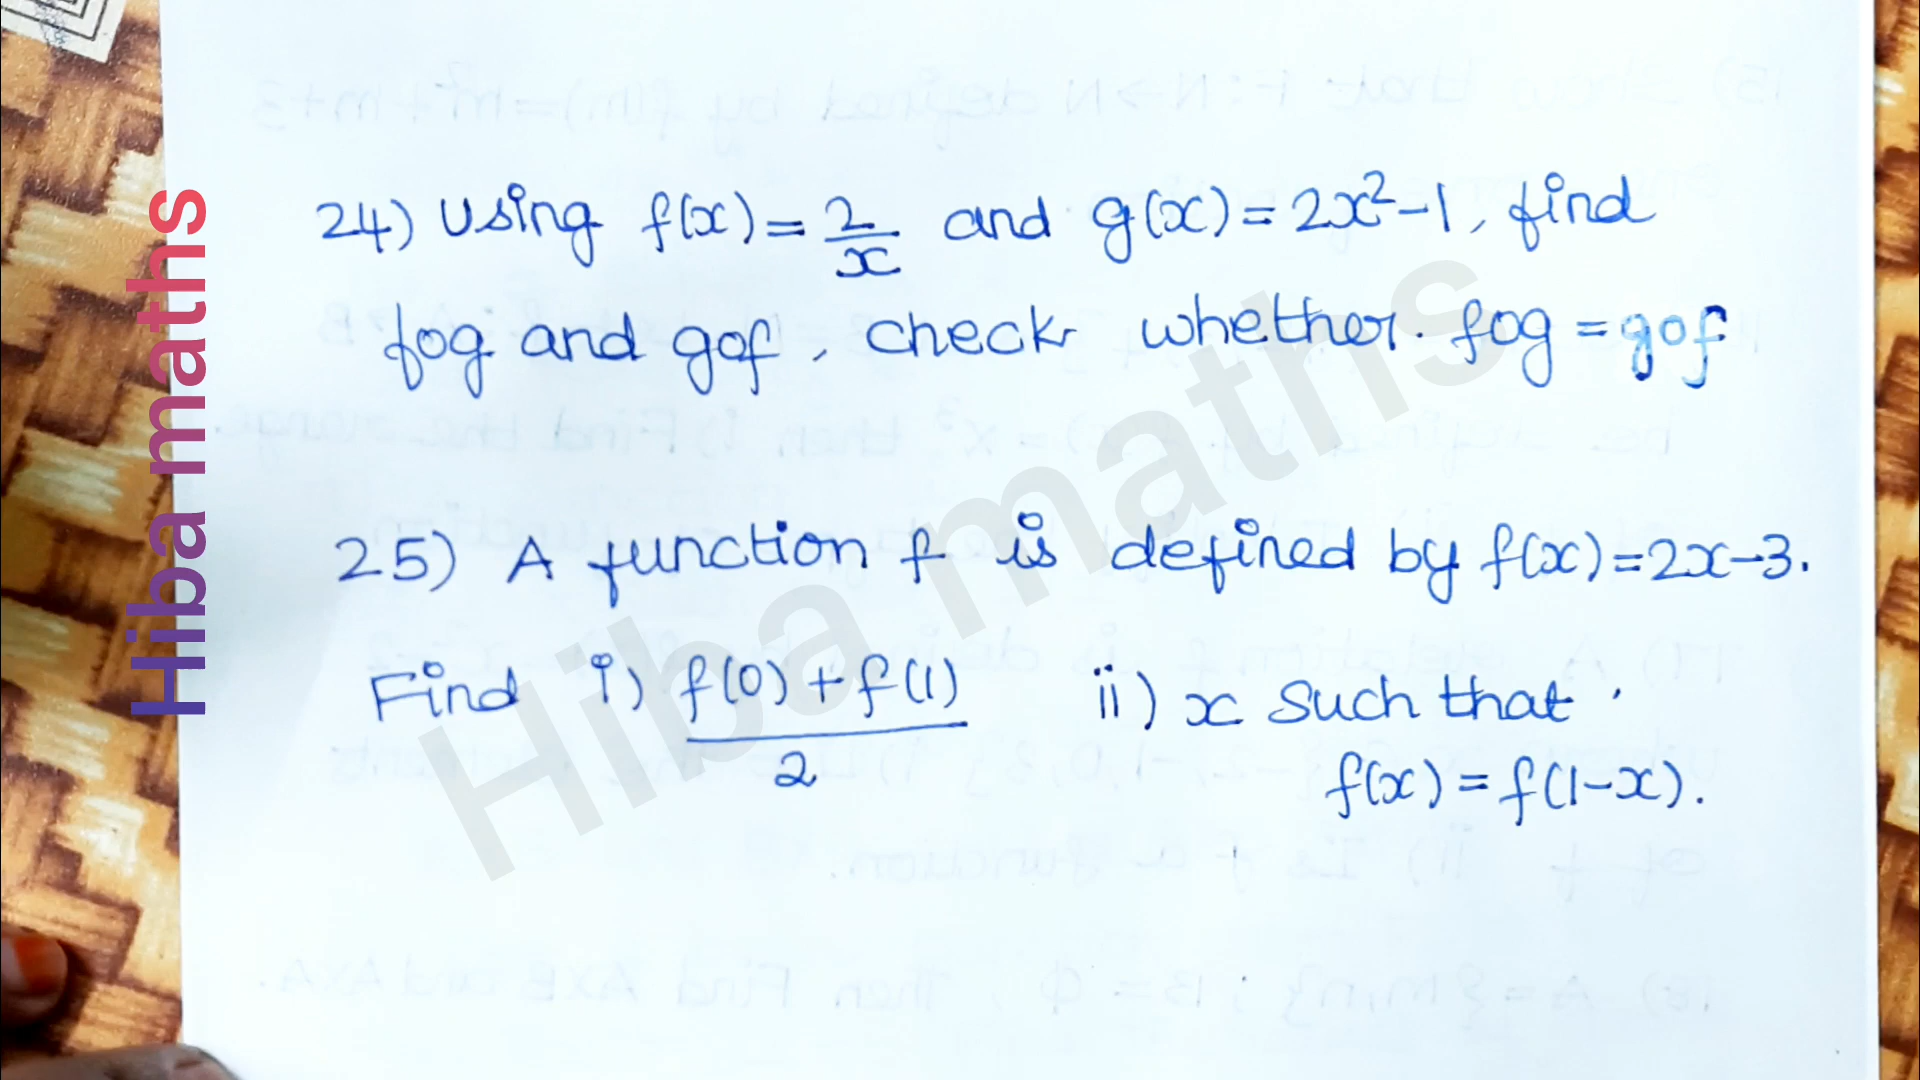 24) Using f(x) = 2/x and g(x) = 2x²-1, find
fog and gof, check whether. fog = gof
25) A function f is defined by f(x)=2x-3.
Find i) f(0)+f(1)/2 ii) x such that
f(x) = f(1-x).
Hiba maths
Hiba maths